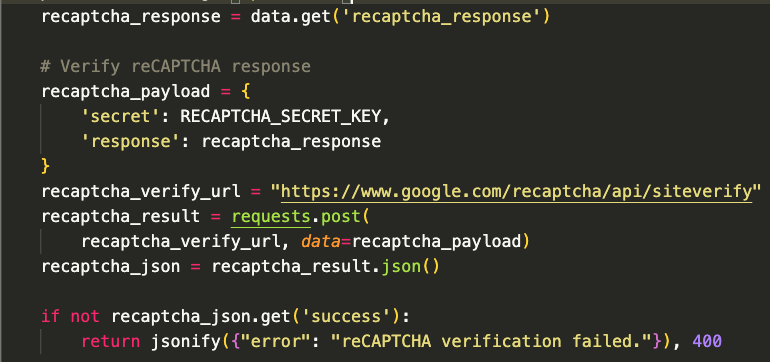 recaptcha_response = data.get('recaptcha_response')
# Verify reCAPTCHA response
recaptcha_payload = {
'secret': RECAPTCHA_SECRET_KEY,
'response': recaptcha_response
}
recaptcha_verify_url = "https://www.google.com/recaptcha/api/siteverify"
recaptcha_result = requests.post(
recaptcha_verify_url, data=recaptcha_payload)
recaptcha_json = recaptcha_result.json()
if not recaptcha_json.get('success'):
return jsonify({"error": "reCAPTCHA verification failed."}), 400